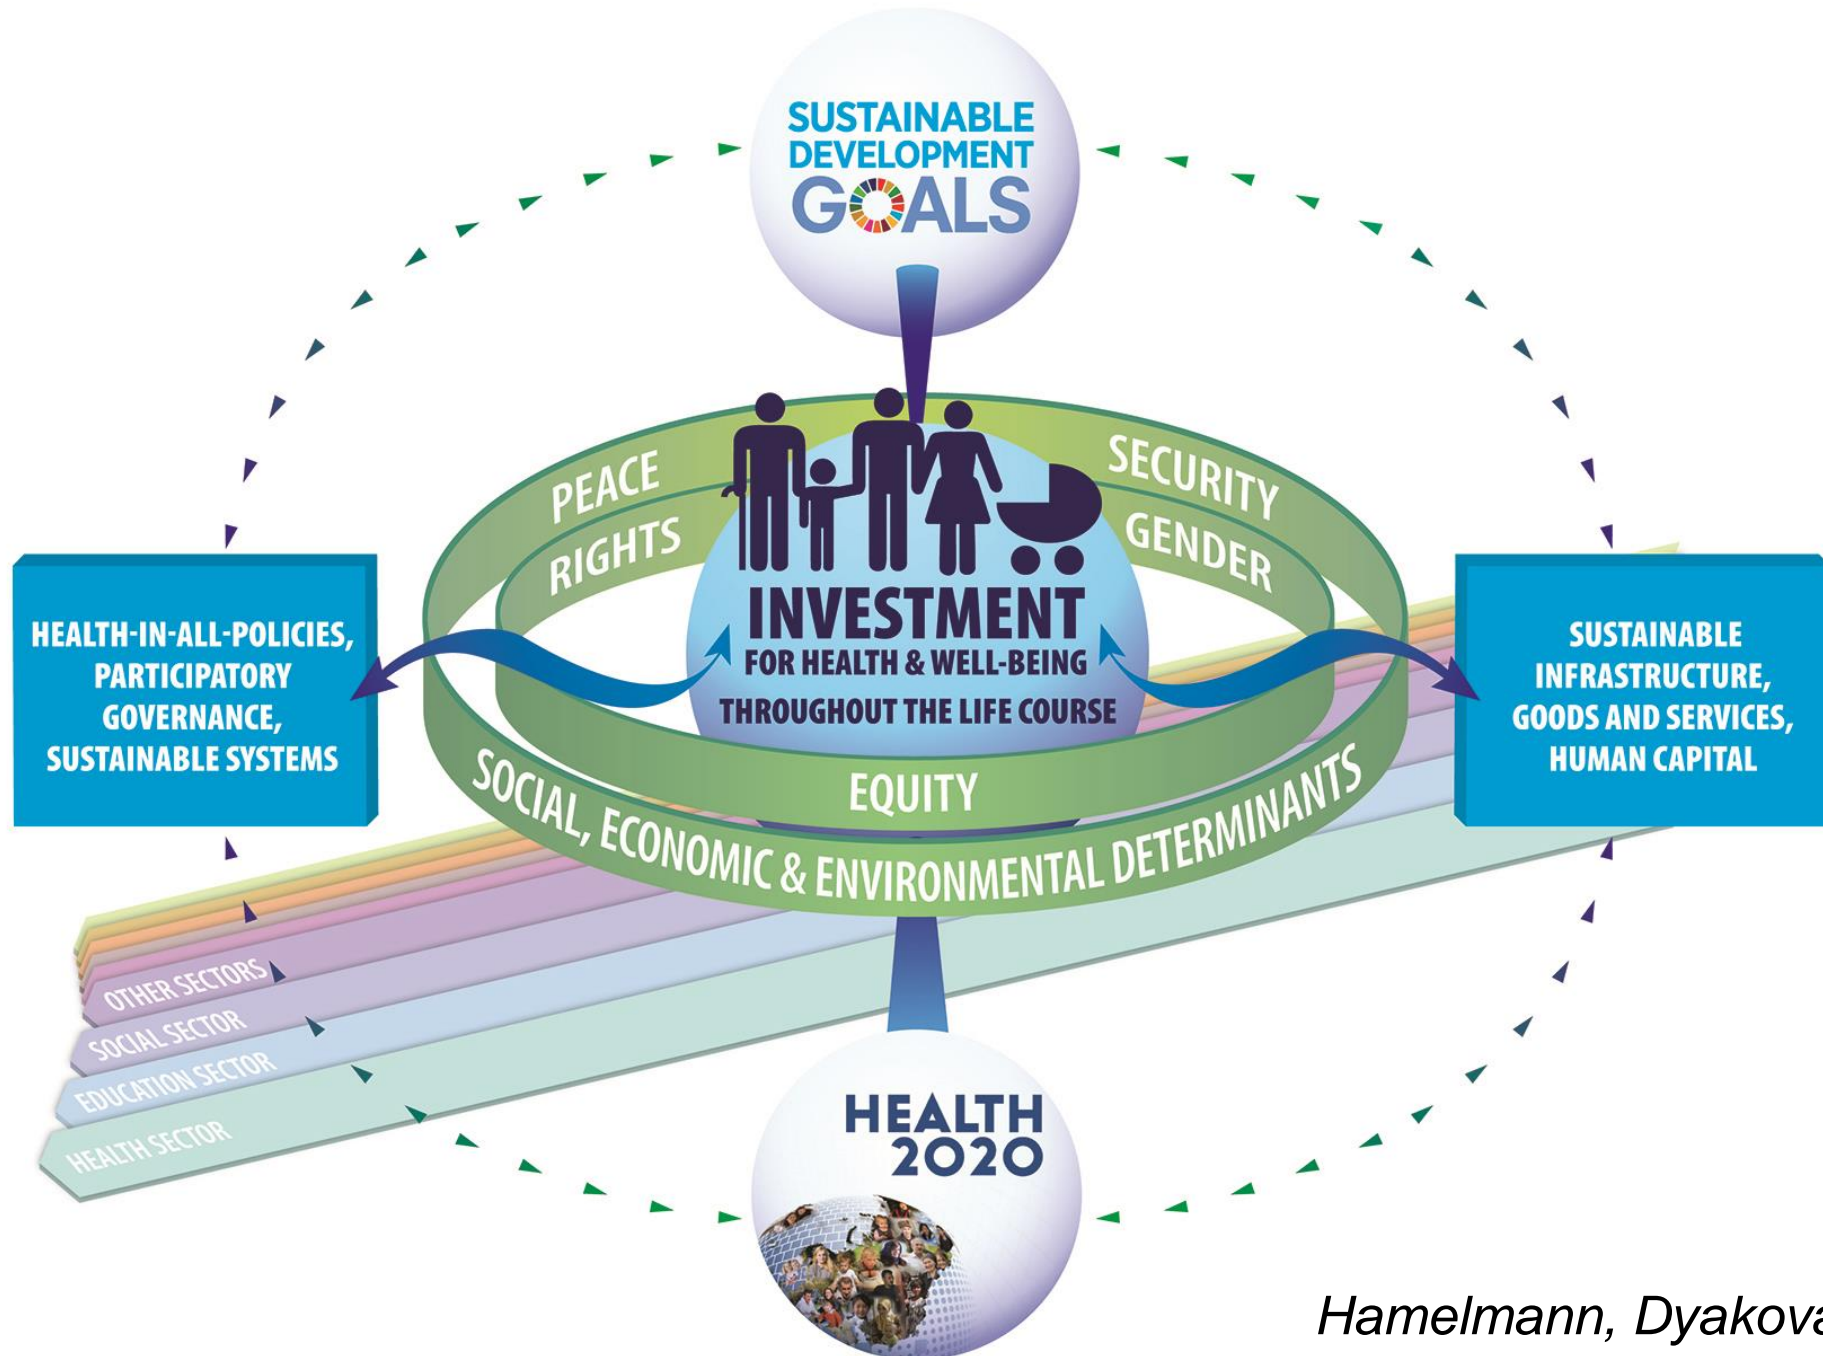 SUSTAINABLE
DEVELOPMENT
GOALS
PEACE
SECURITY
RIGHTS
GENDER
INVESTMENT
FOR HEALTH & WELL-BEING
THROUGHOUT THE LIFE COURSE
HEALTH-IN-ALL-POLICIES,
PARTICIPATORY
GOVERNANCE,
SUSTAINABLE SYSTEMS
SUSTAINABLE
INFRASTRUCTURE,
GOODS AND SERVICES,
HUMAN CAPITAL
EQUITY
SOCIAL, ECONOMIC & ENVIRONMENTAL DETERMINANTS
OTHER SECTORS
SOCIAL SECTOR
EDUCATION SECTOR
HEALTH SECTOR
HEALTH
2020
Hamelmann, Dyakova